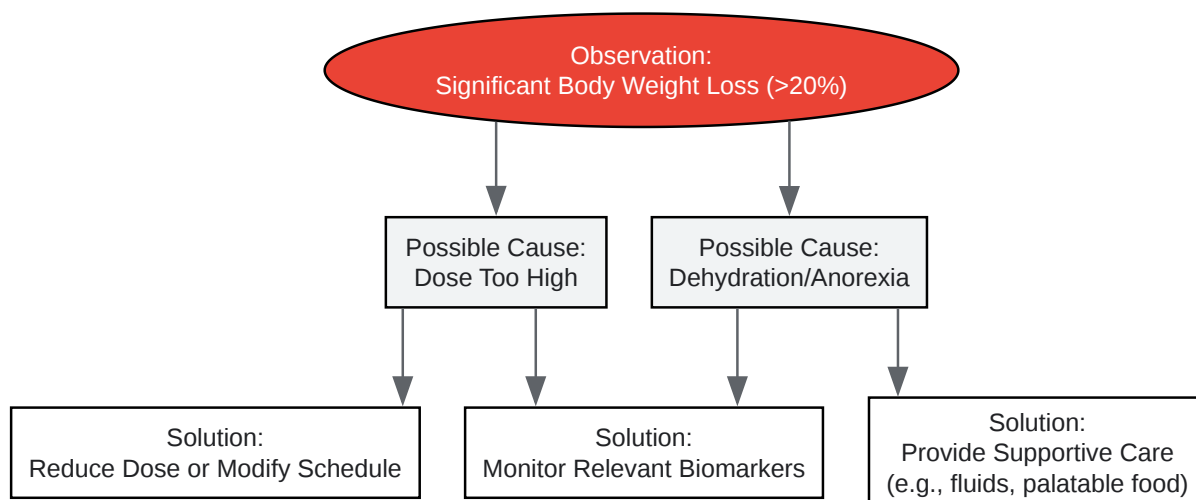 Observation:
Significant Body Weight Loss (>20%)
Possible Cause:
Dose Too High
Possible Cause:
Dehydration/Anorexia
Solution:
Reduce Dose or Modify Schedule
Solution:
Monitor Relevant Biomarkers
Solution:
Provide Supportive Care
(e.g., fluids, palatable food)